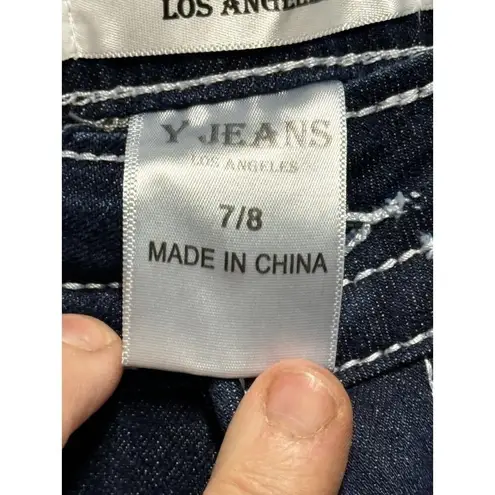 LOS ANGELES
Y JEANS
LOS ANGELES
7/8
MADE IN CHINA